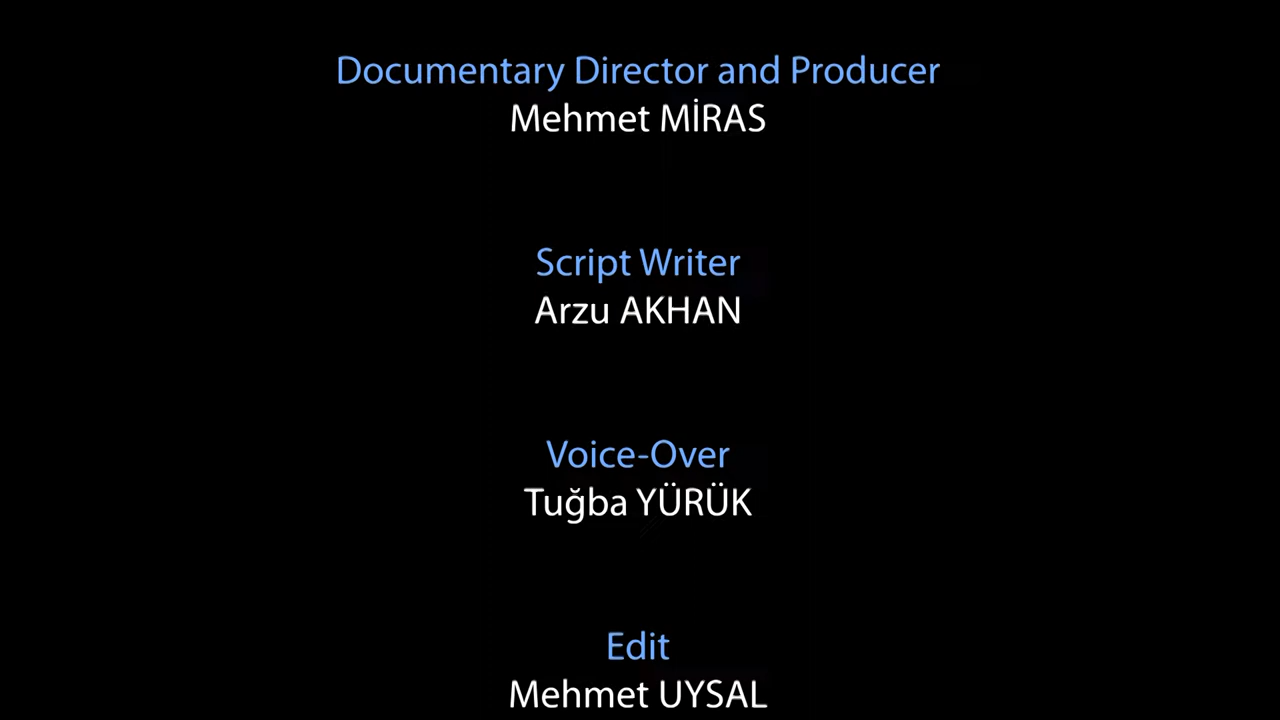 Documentary Director and Producer
Mehmet MİRAS
Script Writer
Arzu AKHAN
Voice-Over
Tuğba YÜRÜK
Edit
Mehmet UYSAL